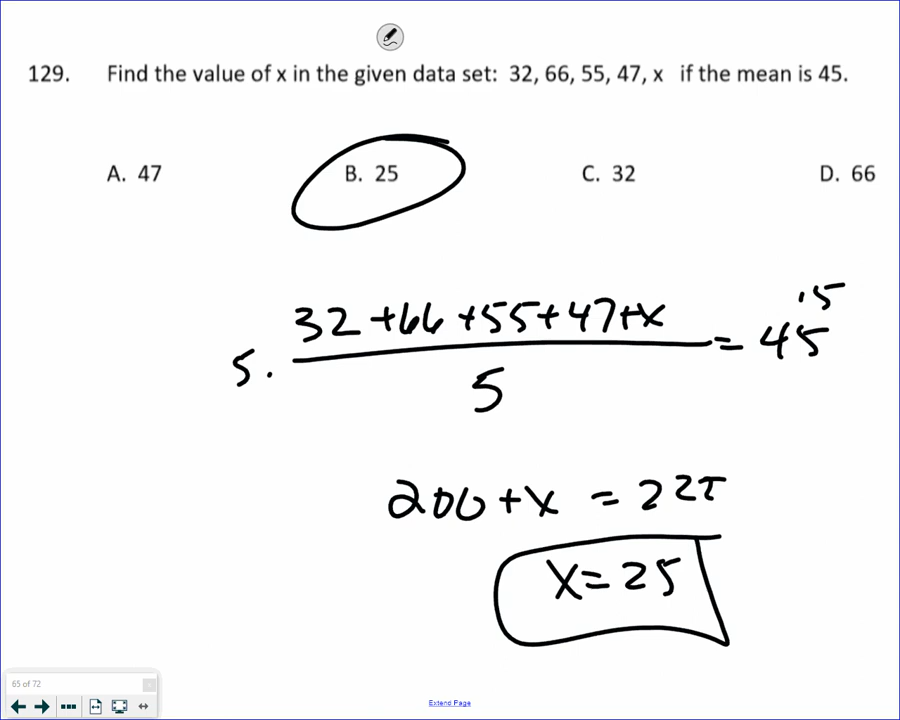 129. Find the value of x in the given data set: 32, 66, 55, 47, x if the mean is 45.
A. 47 B. 25 C. 32 D. 66
·5
32 + 66 + 55 + 47 + x
5· = 45
5
200 + x = 225
x = 25
65 of 72
Extend Page